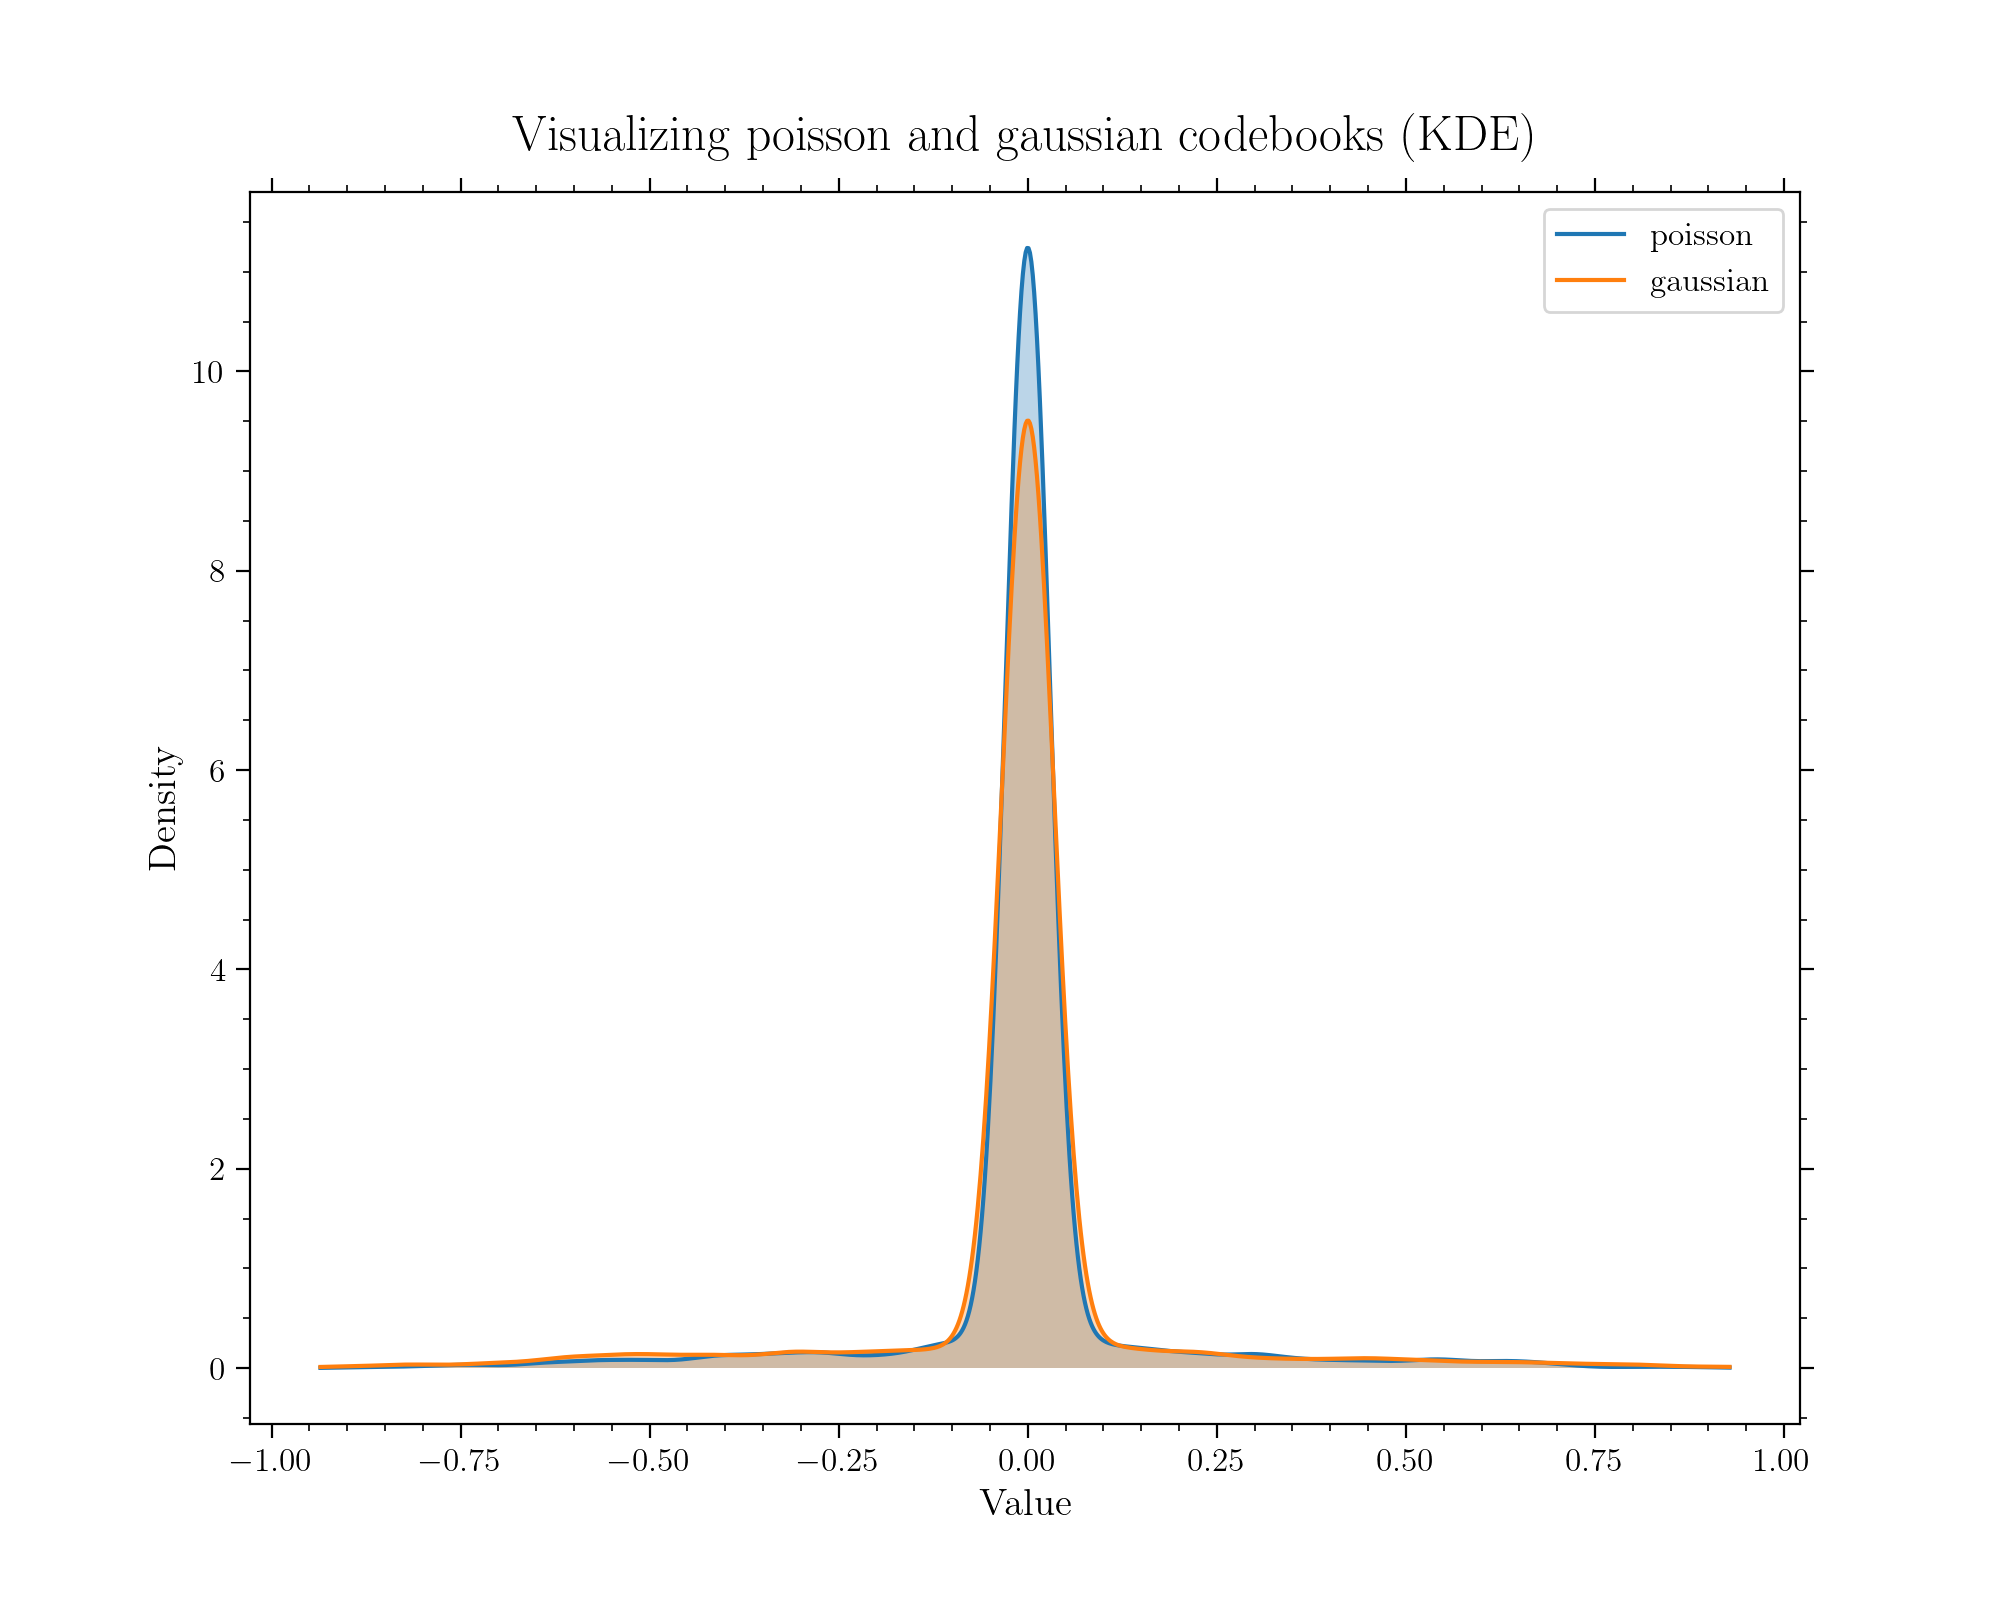 Visualizing poisson and gaussian codebooks (KDE)
poisson
gaussian
Density
10
8
6
4
2
0
−1.00 −0.75 −0.50 −0.25 0.00 0.25 0.50 0.75 1.00
Value